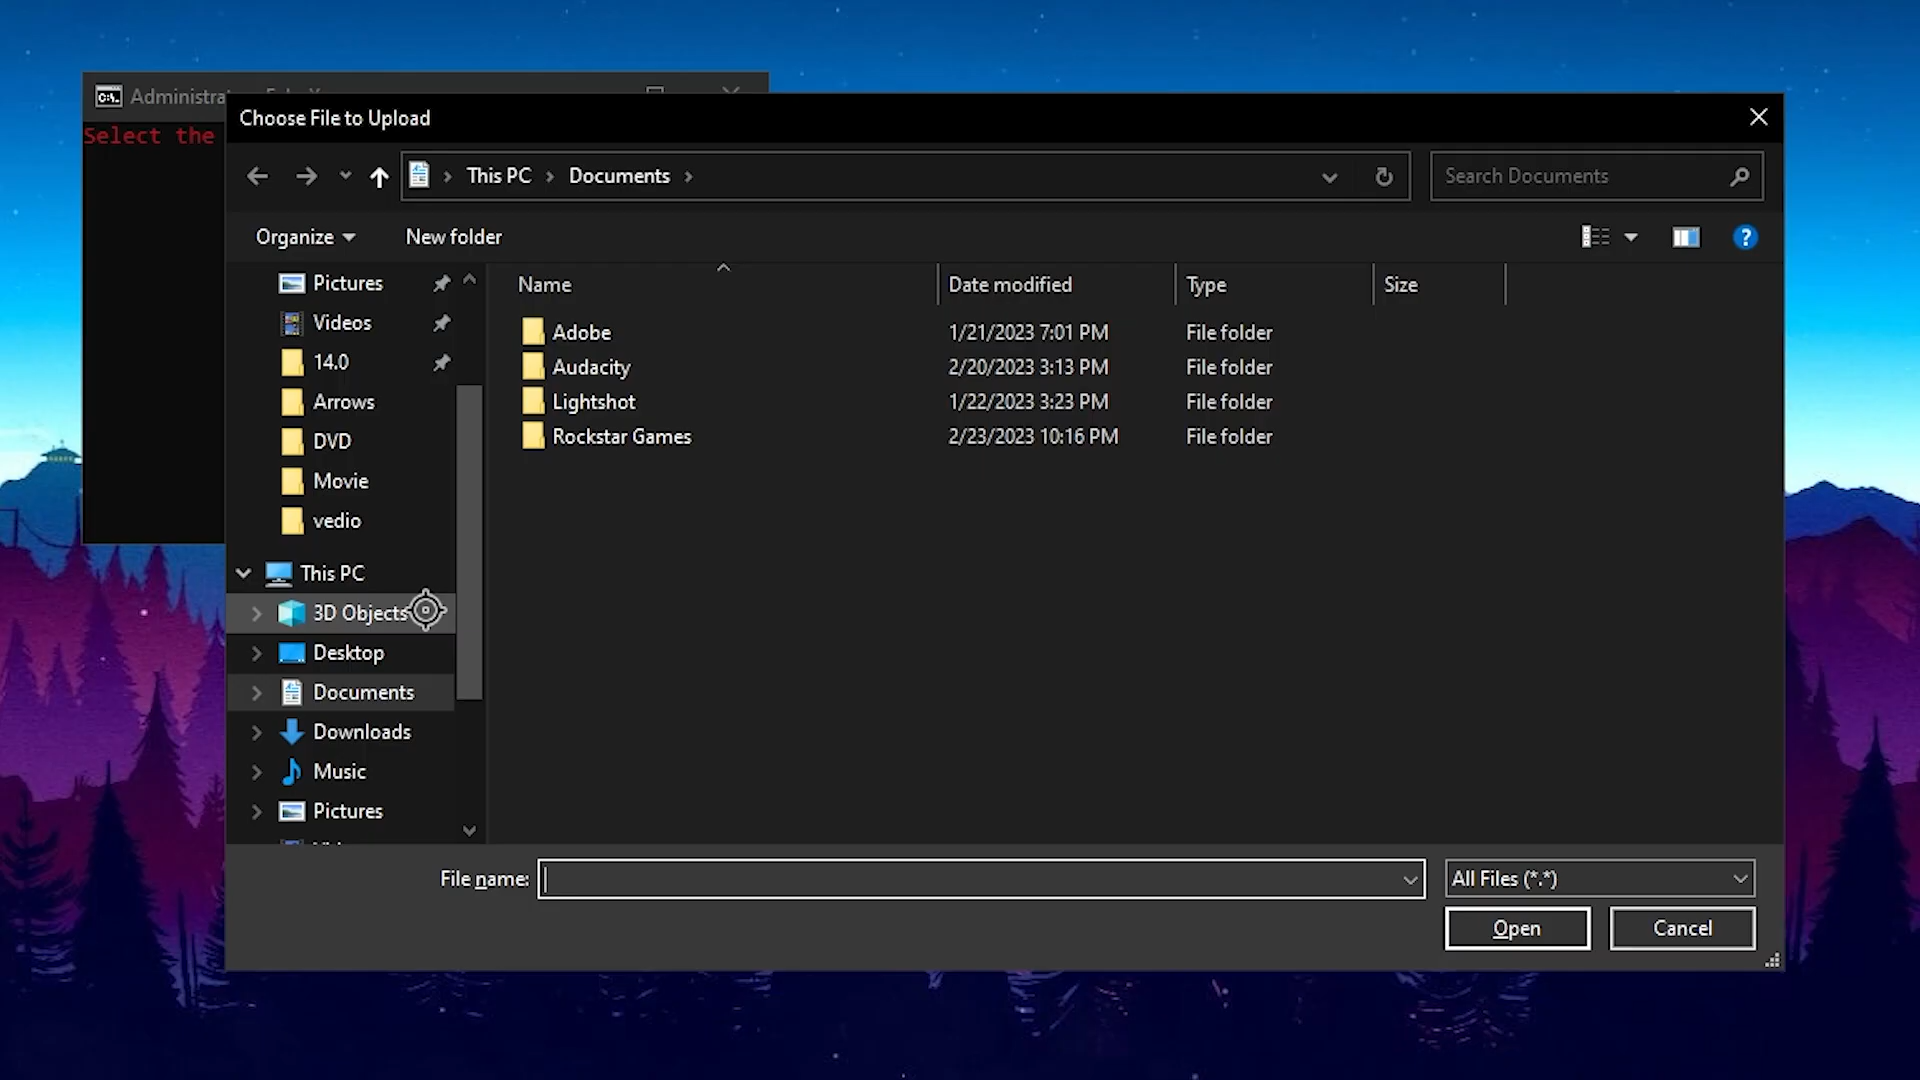 Administra
Select the
Choose File to Upload
This PC
Documents
Search Documents
Organize
New folder
Pictures
Videos
14.0
Arrows
DVD
Movie
vedio
This PC
3D Objects
Desktop
Documents
Downloads
Music
Pictures
Name
Date modified
Type
Size
Adobe 1/21/2023 7:01 PM File folder
Audacity 2/20/2023 3:13 PM File folder
Lightshot 1/22/2023 3:23 PM File folder
Rockstar Games 2/23/2023 10:16 PM File folder
File name:
All Files (*.*)
Open
Cancel